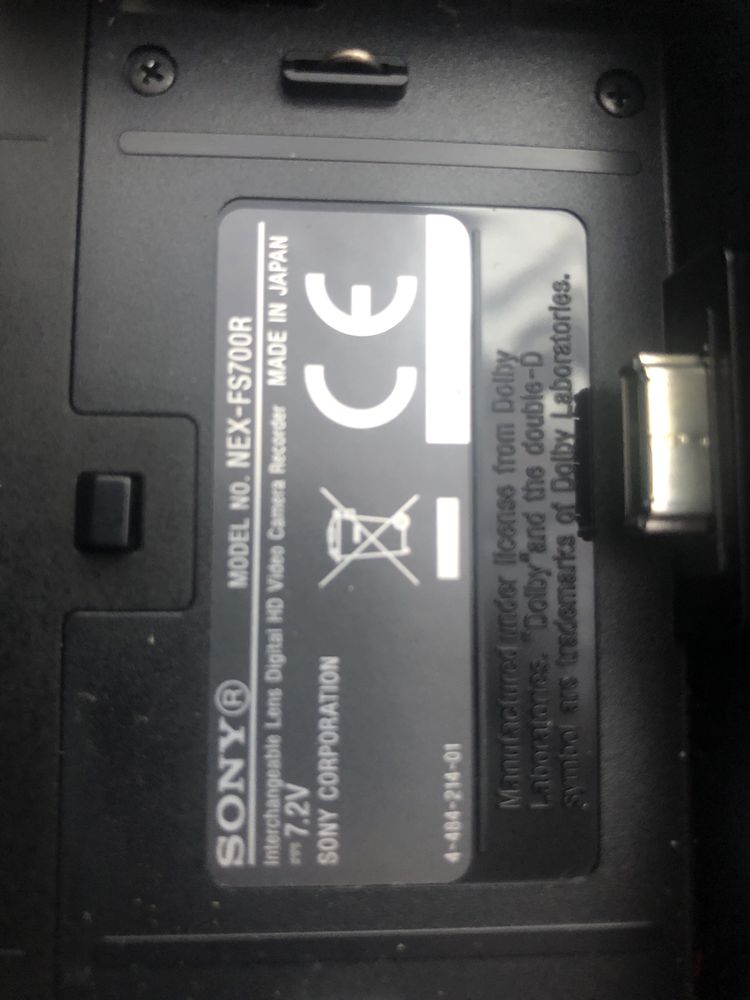 SONY® MODEL NO. NEX-FS700R
Interchangeable Lens Digital HD Video Camera Recorder MADE IN JAPAN
⎓ 7.2V
SONY CORPORATION
CE
4-484-214-01
Manufactured under license from Dolby
Laboratories. "Dolby" and the double-D
symbol are trademarks of Dolby Laboratories.